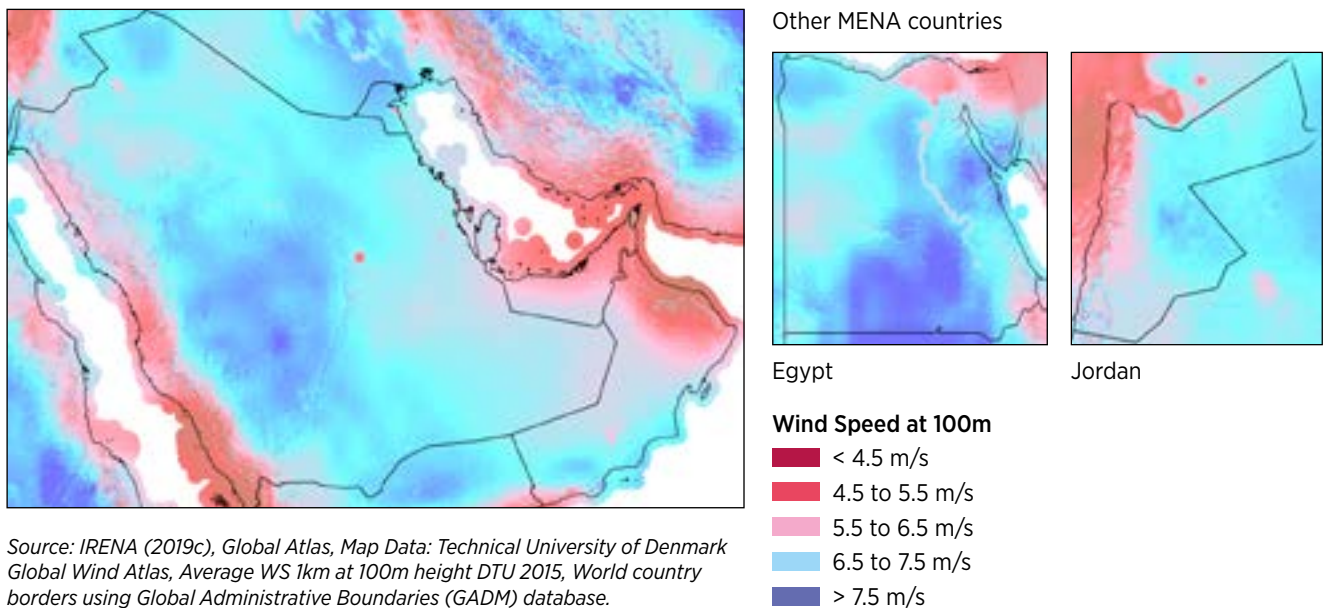 Other MENA countries
Egypt
Jordan
Wind Speed at 100m
< 4.5 m/s
4.5 to 5.5 m/s
5.5 to 6.5 m/s
6.5 to 7.5 m/s
> 7.5 m/s
Source: IRENA (2019c), Global Atlas, Map Data: Technical University of Denmark
Global Wind Atlas, Average WS 1km at 100m height DTU 2015, World country
borders using Global Administrative Boundaries (GADM) database.